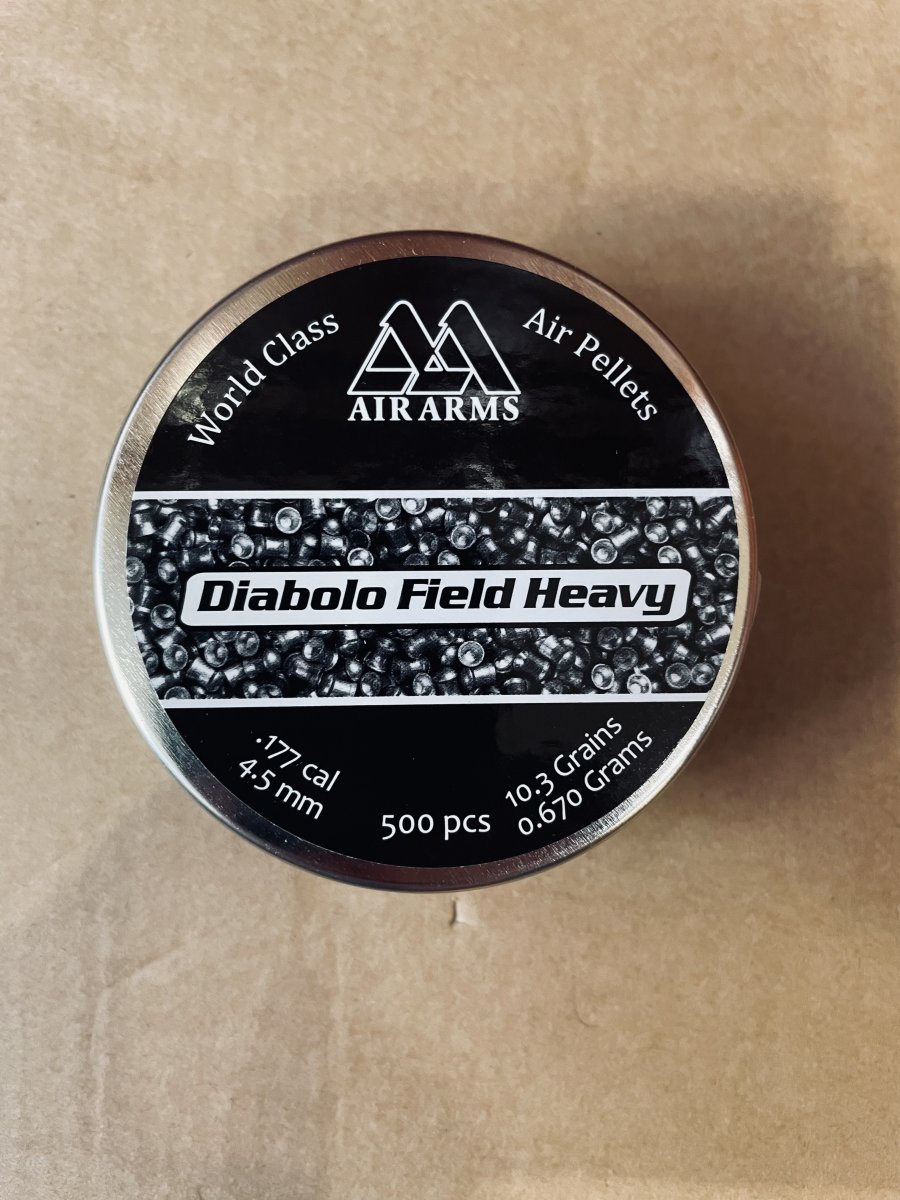 World Class
AIR ARMS
Air Pellets
Diabolo Field Heavy
.177 cal
4.5 mm
500 pcs
10.3 Grains
0.670 Grams